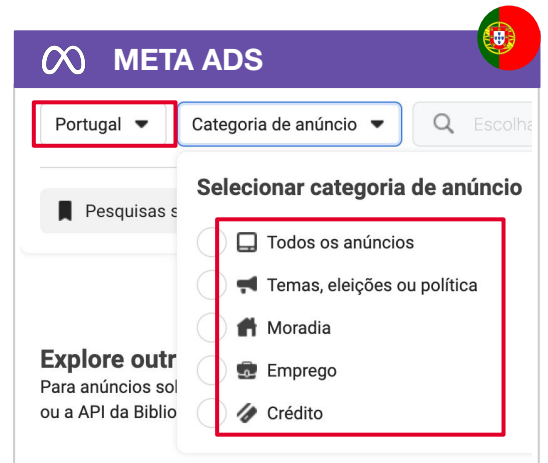 META ADS
Portugal
Categoria de anúncio
Escolha
Selecionar categoria de anúncio
Pesquisas s
Todos os anúncios
Temas, eleições ou política
Moradia
Emprego
Crédito
Explore outr
Para anúncios sol
ou a API da Biblio